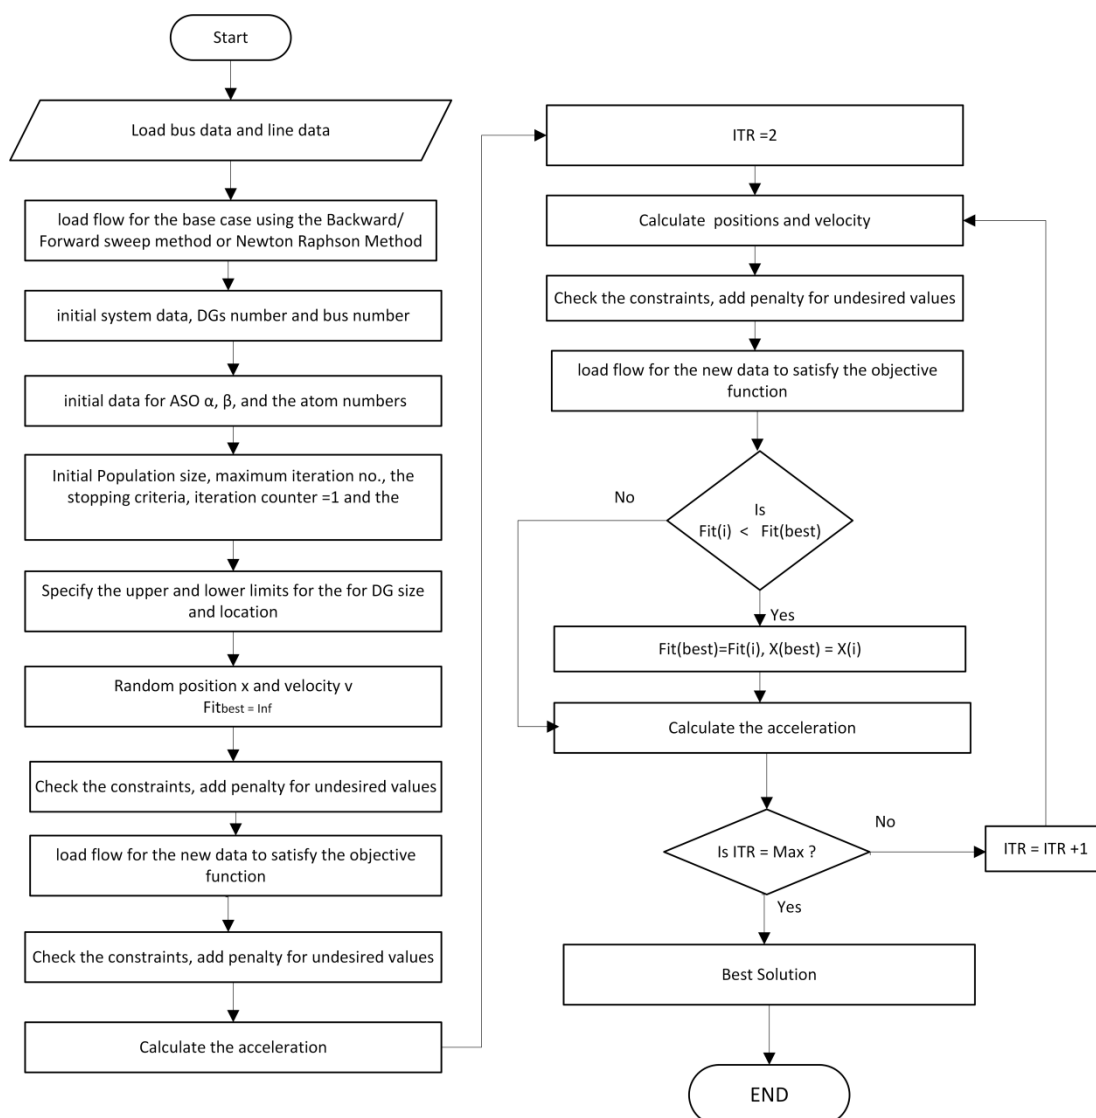 Start
Load bus data and line data
load flow for the base case using the Backward/
Forward sweep method or Newton Raphson Method
initial system data, DGs number and bus number
initial data for ASO α, β, and the atom numbers
Initial Population size, maximum iteration no., the
stopping criteria, iteration counter =1 and the
Specify the upper and lower limits for the for DG size
and location
Random position x and velocity v
Fitbest = Inf
Check the constraints, add penalty for undesired values
load flow for the new data to satisfy the objective
function
Check the constraints, add penalty for undesired values
Calculate the acceleration
ITR =2
Calculate positions and velocity
Check the constraints, add penalty for undesired values
load flow for the new data to satisfy the objective
function
No
Is
Fit(i) < Fit(best)
Yes
Fit(best)=Fit(i), X(best) = X(i)
Calculate the acceleration
No
Is ITR = Max ?
ITR = ITR +1
Yes
Best Solution
END